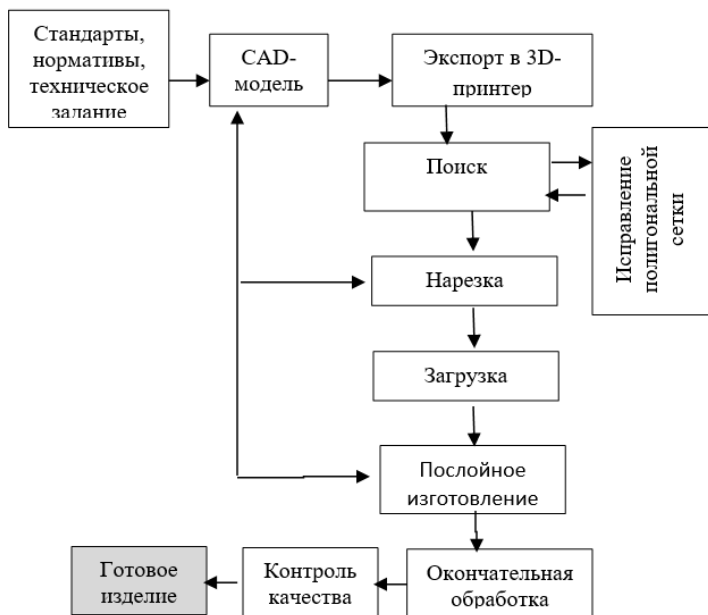 Стандарты,
нормативы,
техническое
задание
CAD-
модель
Экспорт в 3D-
принтер
Поиск
Исправление
полигональной
сетки
Нарезка
Загрузка
Послойное
изготовление
Окончательная
обработка
Контроль
качества
Готовое
изделие